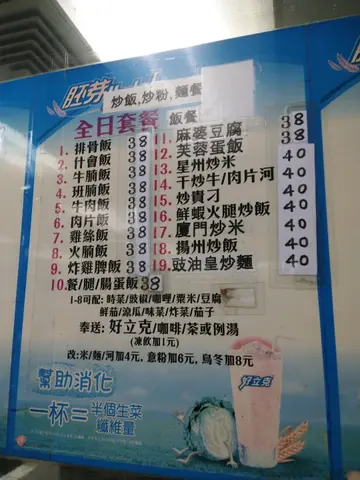 旺芽
炒飯,炒粉,麵餐
全日套餐 飯餐
1. 排骨飯 38
2. 什會飯 38
3. 牛腩飯 38
4. 班腩飯 38
5. 牛肉飯 38
6. 肉片飯 38
7. 雞絲飯 38
8. 火腩飯 38
9. 炸雞脾飯 38
10. 餐/腿/腸蛋飯 38
11. 麻婆豆腐 38
12. 芙蓉蛋飯 38
13. 星州炒米 40
14. 干炒牛/肉片河 40
15. 炒貴刁 40
16. 鮮蝦火腿炒飯 40
17. 廈門炒米 40
18. 揚州炒飯 40
19. 豉油皇炒麵 40
1-8可配: 時菜/豉椒/咖哩/粟米/豆腐
鮮茄/涼瓜/味菜/炸菜/茄子
奉送: 好立克/咖啡/茶或例湯
(凍飲加1元)
改:米/麵/河加4元, 意粉加6元, 烏冬加8元
幫助消化
一杯=半個生菜纖維量
好立克